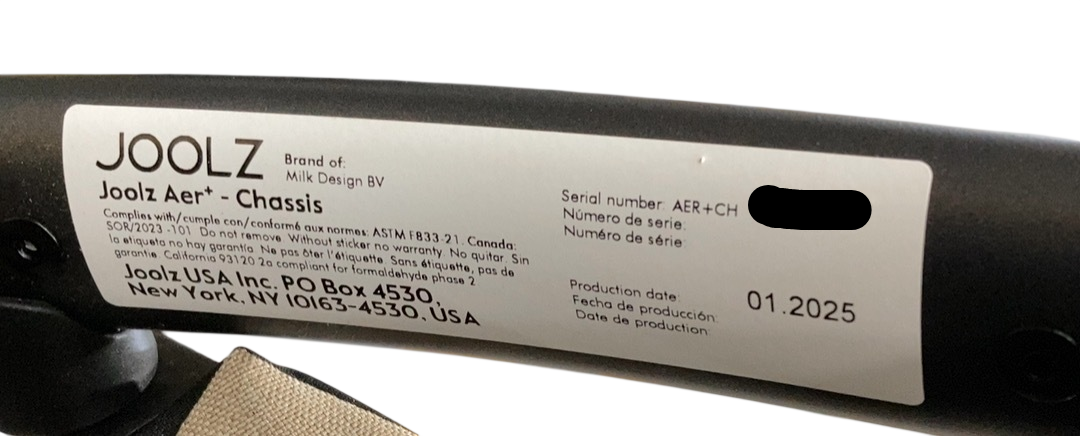 JOOLZ
Brand of:
Milk Design BV
Joolz Aer⁺ - Chassis
Complies with/cumple con/conformé aux normes: ASTM F833-21. Canada:
SOR/2023 -101. Do not remove. Without sticker no warranty. No quitar. Sin
la etiqueta no hay garantía. Ne pas ôter l'étiquette. Sans étiquette, pas de
garantie. California 93120 2a compliant for formaldehyde phase 2
Joolz USA Inc. PO Box 4530,
New York, NY 10163-4530, USA
Serial number: AER+CH
Número de serie:
Numéro de série:
Production date: 01.2025
Fecha de producción:
Date de production: